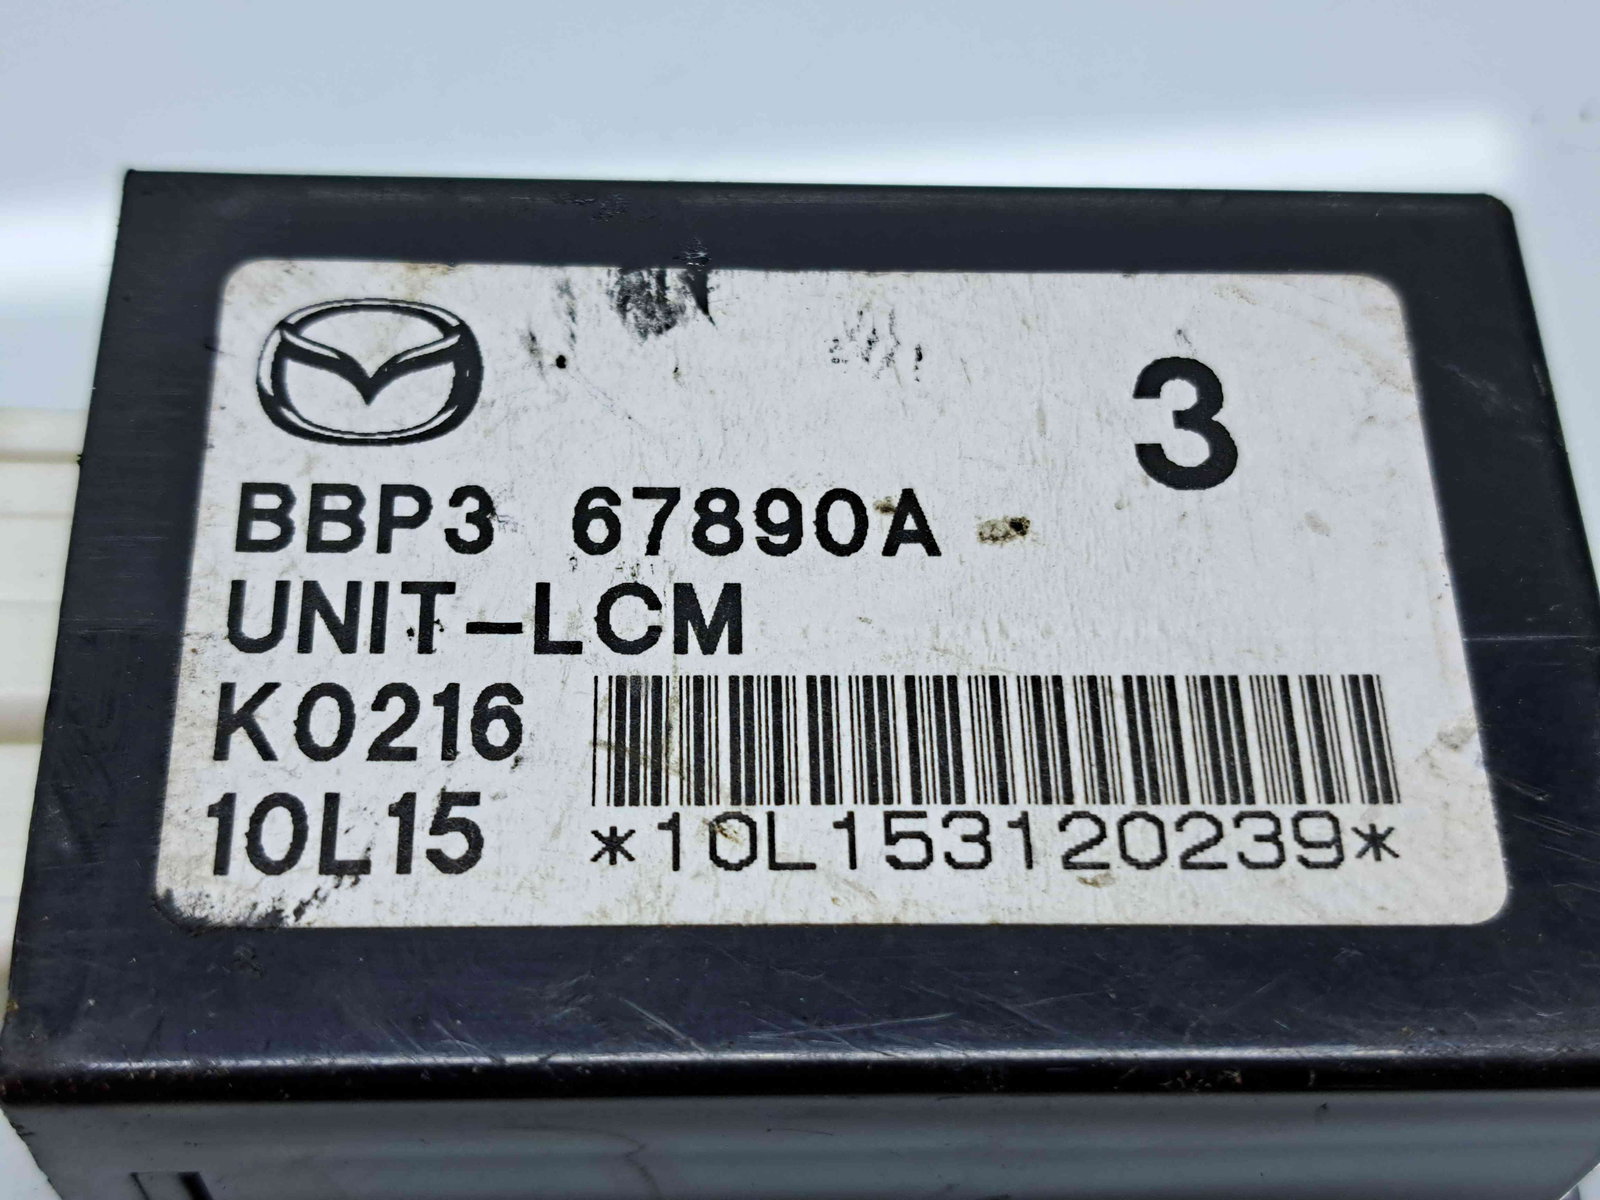 3
BBP3 67890A
UNIT-LCM
K0216
10L15
*10L153120239*